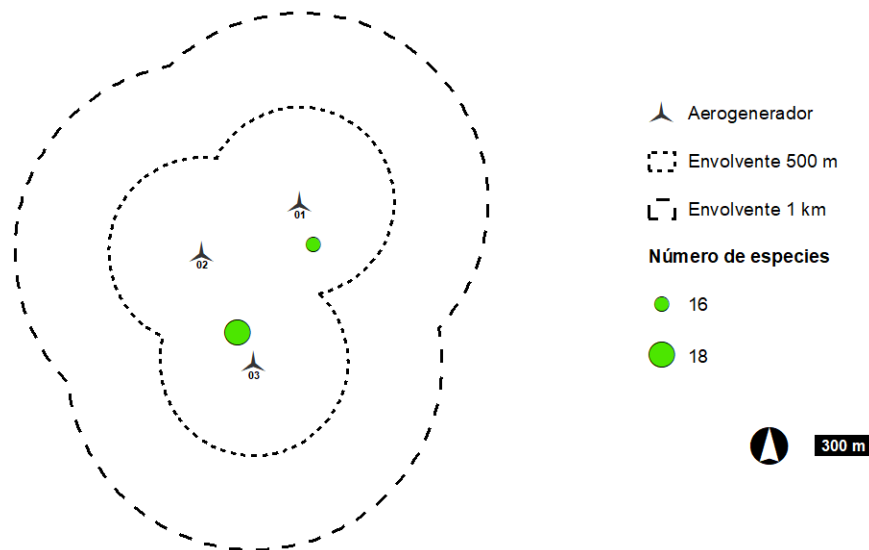 01
02
03
Aerogenerador
Envolvente 500 m
Envolvente 1 km
Número de especies
16
18
300 m